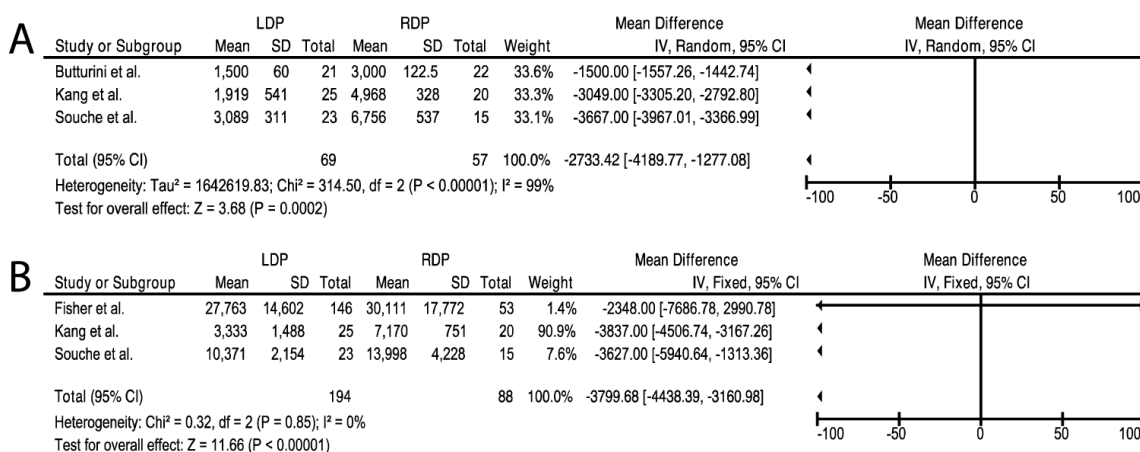 A
LDP RDP Mean Difference Mean Difference
Study or Subgroup Mean SD Total Mean SD Total Weight IV, Random, 95% CI IV, Random, 95% CI
Butturini et al. 1,500 60 21 3,000 122.5 22 33.6% -1500.00 [-1557.26, -1442.74]
Kang et al. 1,919 541 25 4,968 328 20 33.3% -3049.00 [-3305.20, -2792.80]
Souche et al. 3,089 311 23 6,756 537 15 33.1% -3667.00 [-3967.01, -3366.99]
Total (95% CI) 69 57 100.0% -2733.42 [-4189.77, -1277.08]
Heterogeneity: Tau² = 1642619.83; Chi² = 314.50, df = 2 (P < 0.00001); I² = 99%
Test for overall effect: Z = 3.68 (P = 0.0002)
-100 -50 0 50 100
B
LDP RDP Mean Difference Mean Difference
Study or Subgroup Mean SD Total Mean SD Total Weight IV, Fixed, 95% CI IV, Fixed, 95% CI
Fisher et al. 27,763 14,602 146 30,111 17,772 53 1.4% -2348.00 [-7686.78, 2990.78]
Kang et al. 3,333 1,488 25 7,170 751 20 90.9% -3837.00 [-4506.74, -3167.26]
Souche et al. 10,371 2,154 23 13,998 4,228 15 7.6% -3627.00 [-5940.64, -1313.36]
Total (95% CI) 194 88 100.0% -3799.68 [-4438.39, -3160.98]
Heterogeneity: Chi² = 0.32, df = 2 (P = 0.85); I² = 0%
Test for overall effect: Z = 11.66 (P < 0.00001)
-100 -50 0 50 100